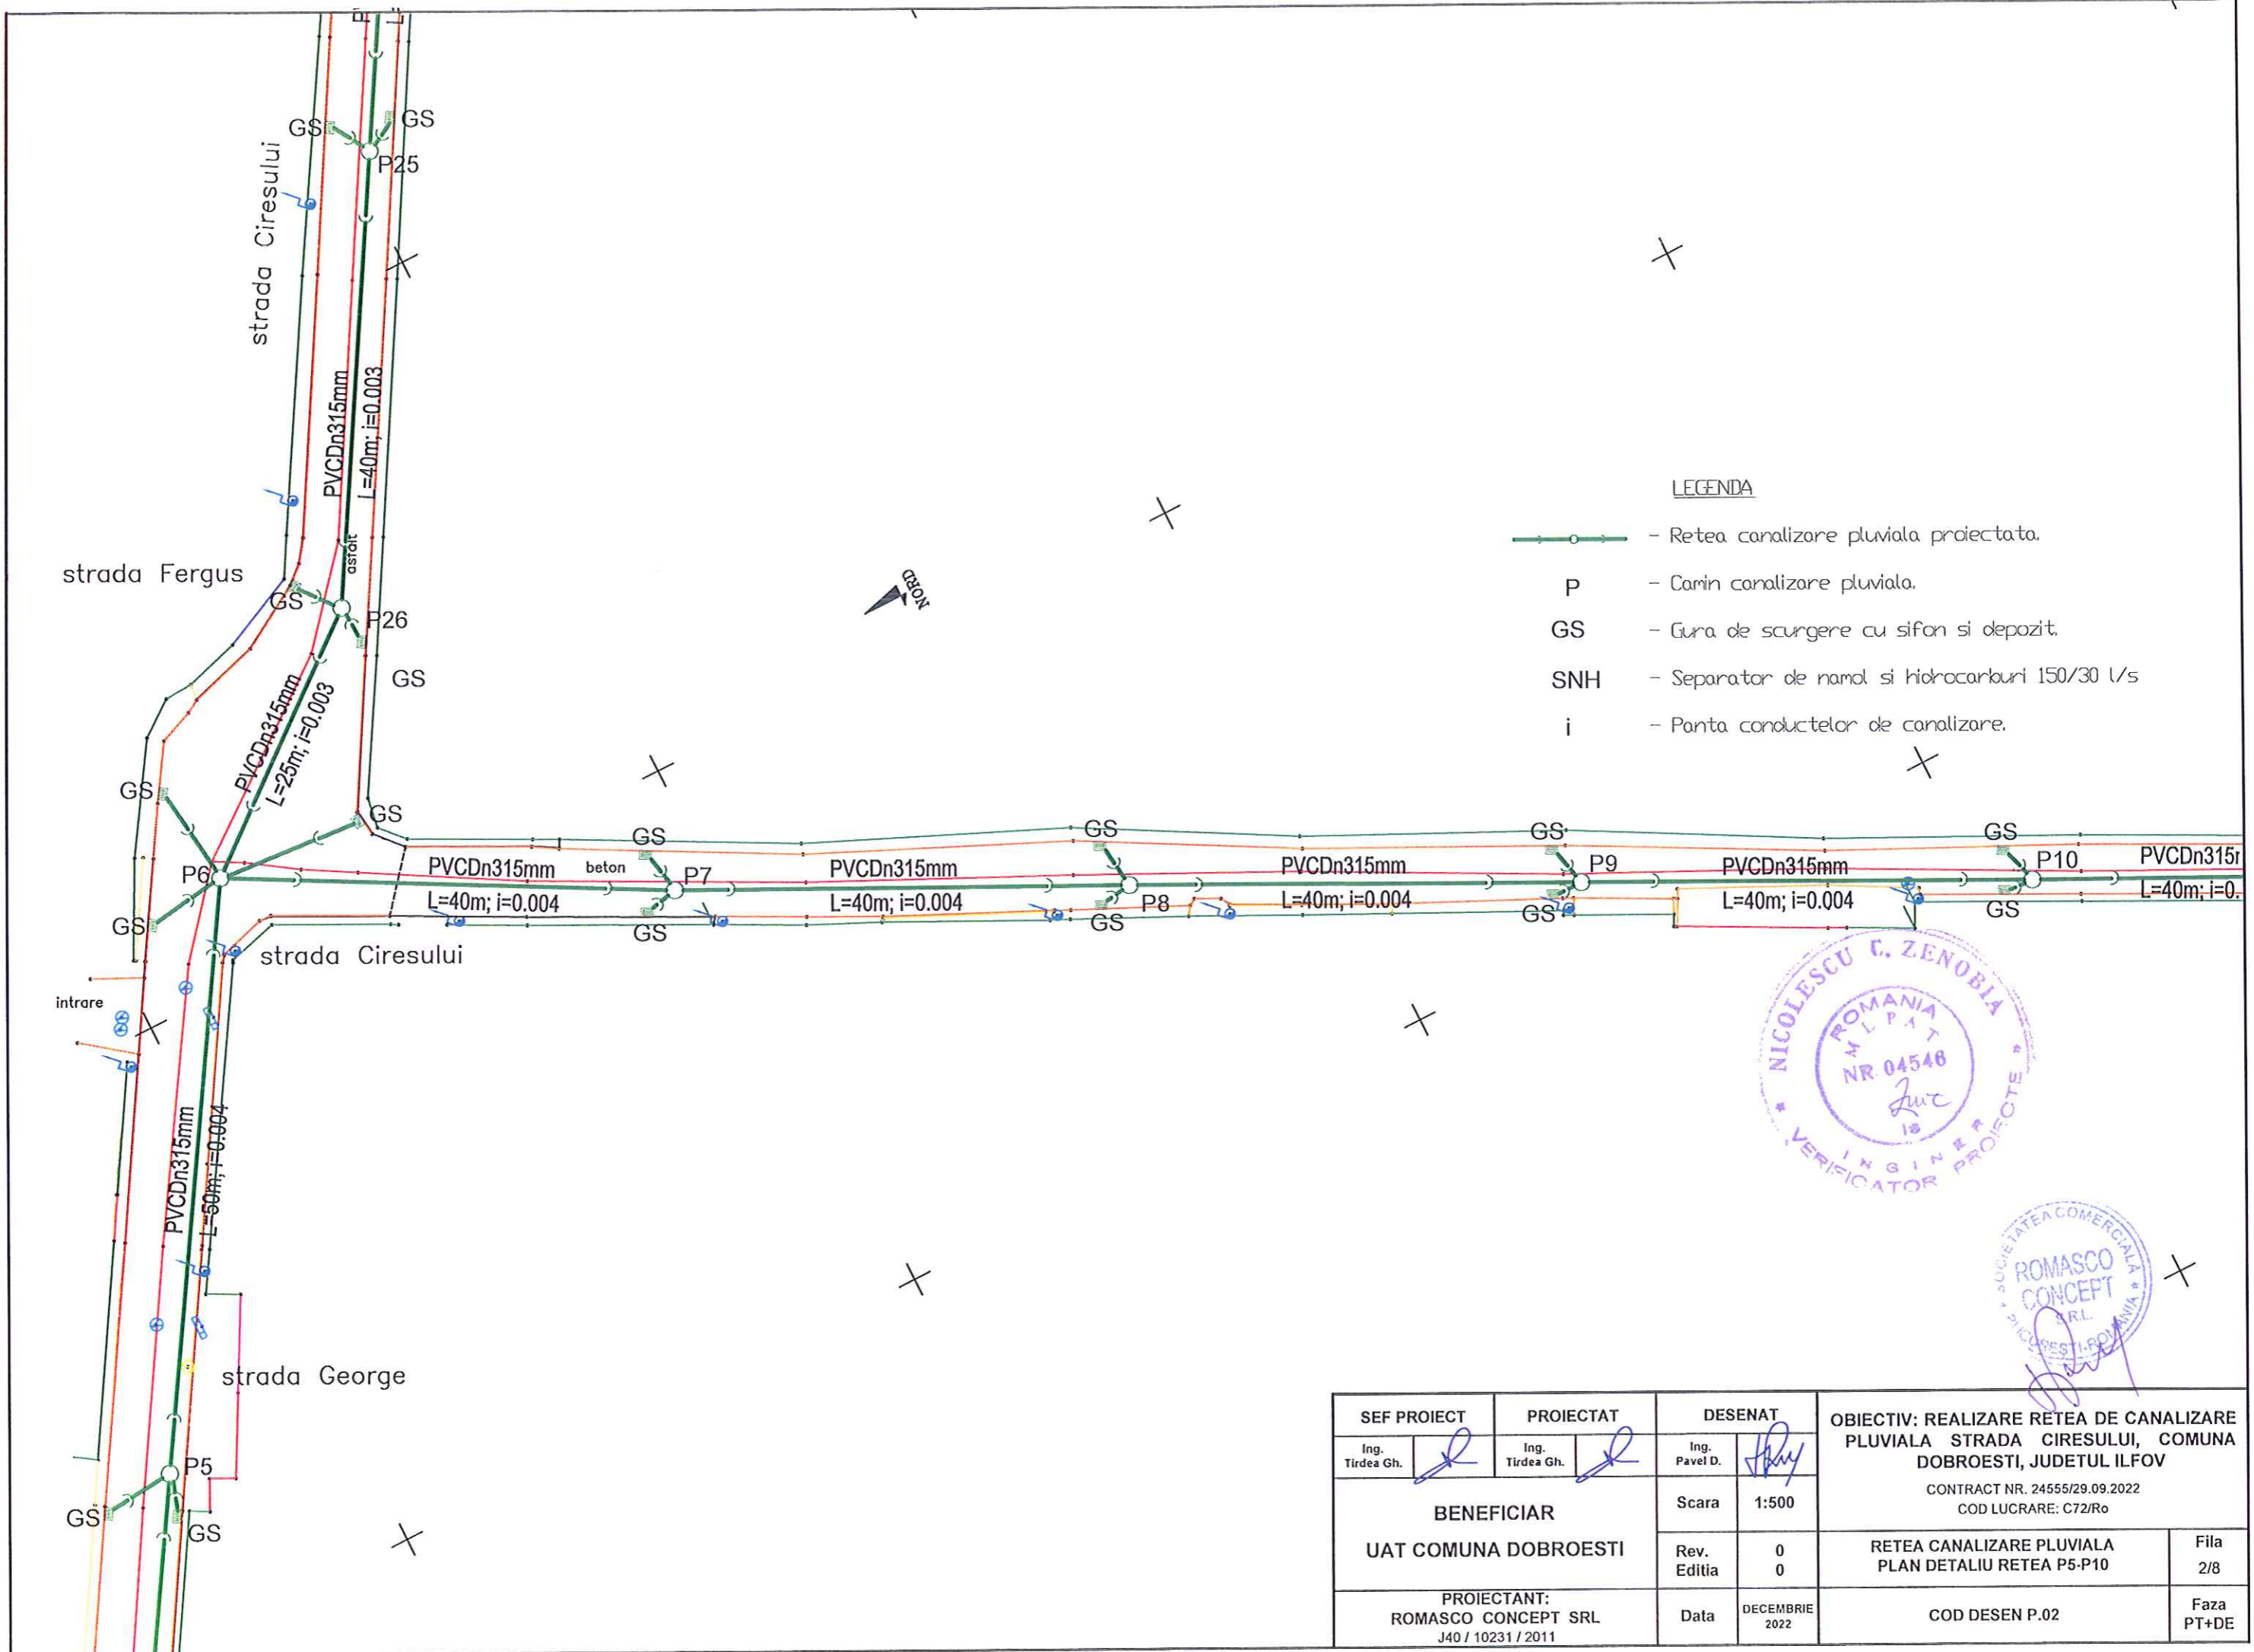 GS
GS
P25
strada Ciresului
PVCDn315mm
L=40m; i=0.003
asfalt
strada Fergus
GS
P26
GS
PVCDn315mm
L=25m; i=0.003
GS
GS
P6
GS
PVCDn315mm
L=40m; i=0.004
beton
GS
P7
GS
PVCDn315mm
L=40m; i=0.004
GS
P8
GS
PVCDn315mm
L=40m; i=0.004
GS
P9
GS
PVCDn315mm
L=40m; i=0.004
GS
P10
GS
PVCDn315
L=40m; i=0.
strada Ciresului
intrare
PVCDn315mm
L=50m; i=0.004
strada George
P5
GS
GS
NORD
LEGENDA
- Retea canalizare pluviala proiectata.
P - Camin canalizare pluviala.
GS - Gura de scurgere cu sifon si depozit.
SNH - Separator de namol si hidrocarburi 150/30 l/s
i - Panta conductelor de canalizare.
NICOLESCU C. ZENOBIA
ROMANIA
M L P A T
NR. 04546
Is
INGINER
VERIFICATOR PROIECTE
SOCIETATEA COMERCIALĂ
ROMASCO
CONCEPT
S.R.L.
BUCUREȘTI-ROMANIA
SEF PROIECT
PROIECTAT
DESENAT
Ing.
Tirdea Gh.
Ing.
Tirdea Gh.
Ing.
Pavel D.
BENEFICIAR
UAT COMUNA DOBROESTI
Scara 1:500
Rev. 0
Editia 0
PROIECTANT:
ROMASCO CONCEPT SRL
J40 / 10231 / 2011
Data DECEMBRIE
2022
OBIECTIV: REALIZARE RETEA DE CANALIZARE
PLUVIALA STRADA CIRESULUI, COMUNA
DOBROESTI, JUDETUL ILFOV
CONTRACT NR. 24555/29.09.2022
COD LUCRARE: C72/Ro
RETEA CANALIZARE PLUVIALA
PLAN DETALIU RETEA P5-P10
Fila
2/8
COD DESEN P.02
Faza
PT+DE